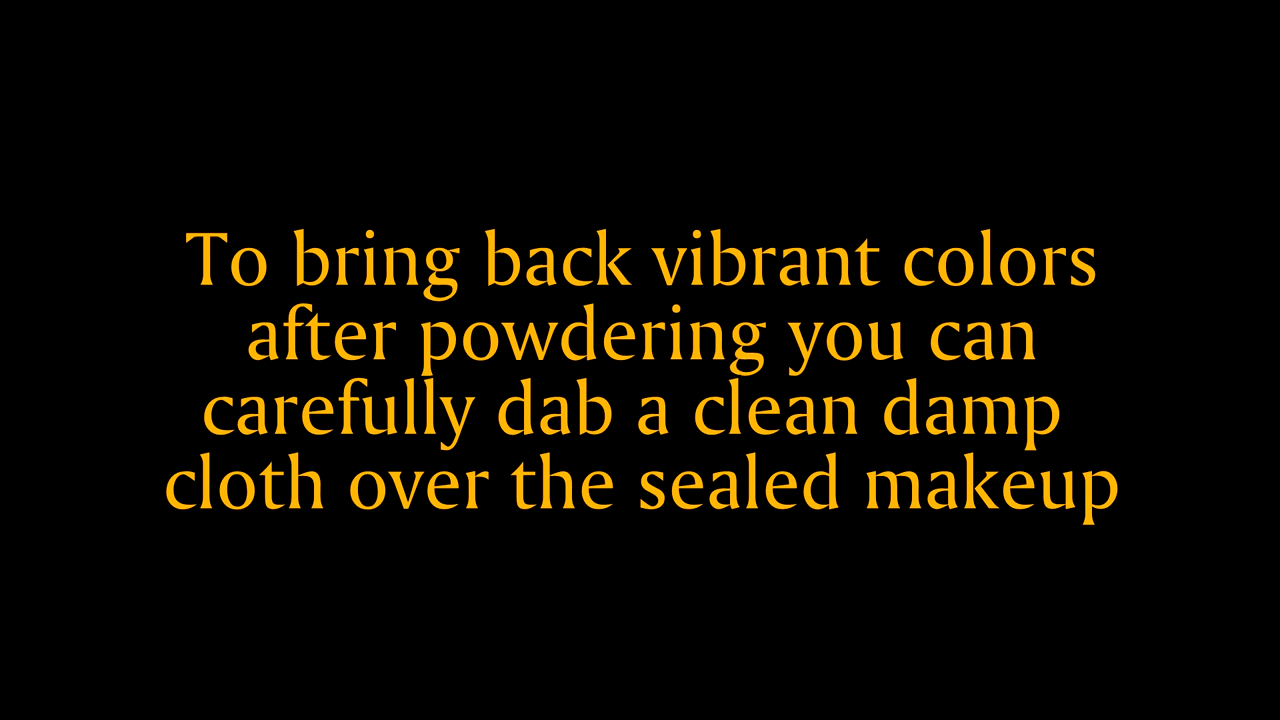 To bring back vibrant colors
after powdering you can
carefully dab a clean damp
cloth over the sealed makeup